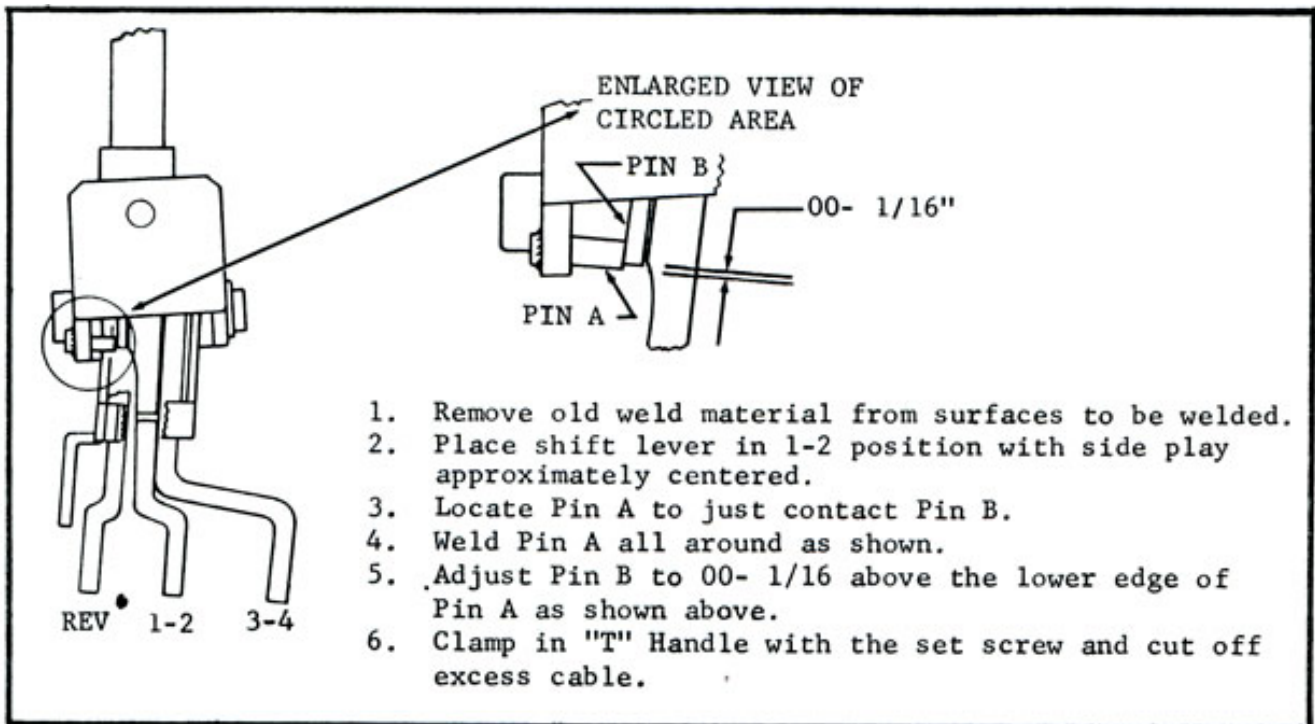 ENLARGED VIEW OF
CIRCLED AREA
PIN B
00- 1/16"
PIN A
1. Remove old weld material from surfaces to be welded.
2. Place shift lever in 1-2 position with side play
approximately centered.
3. Locate Pin A to just contact Pin B.
4. Weld Pin A all around as shown.
5. Adjust Pin B to 00- 1/16 above the lower edge of
Pin A as shown above.
6. Clamp in "T" Handle with the set screw and cut off
excess cable.
REV 1-2 3-4